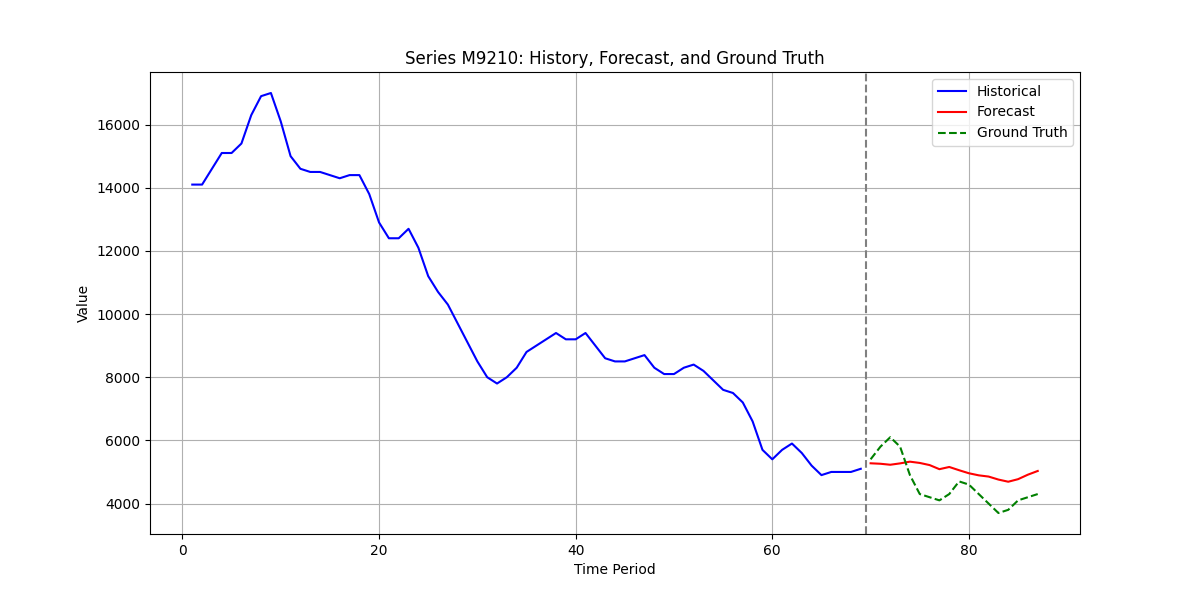 Series M9210: History, Forecast, and Ground Truth
Historical
Forecast
Ground Truth
16000
14000
12000
10000
8000
6000
4000
Value
0
20
40
60
80
Time Period